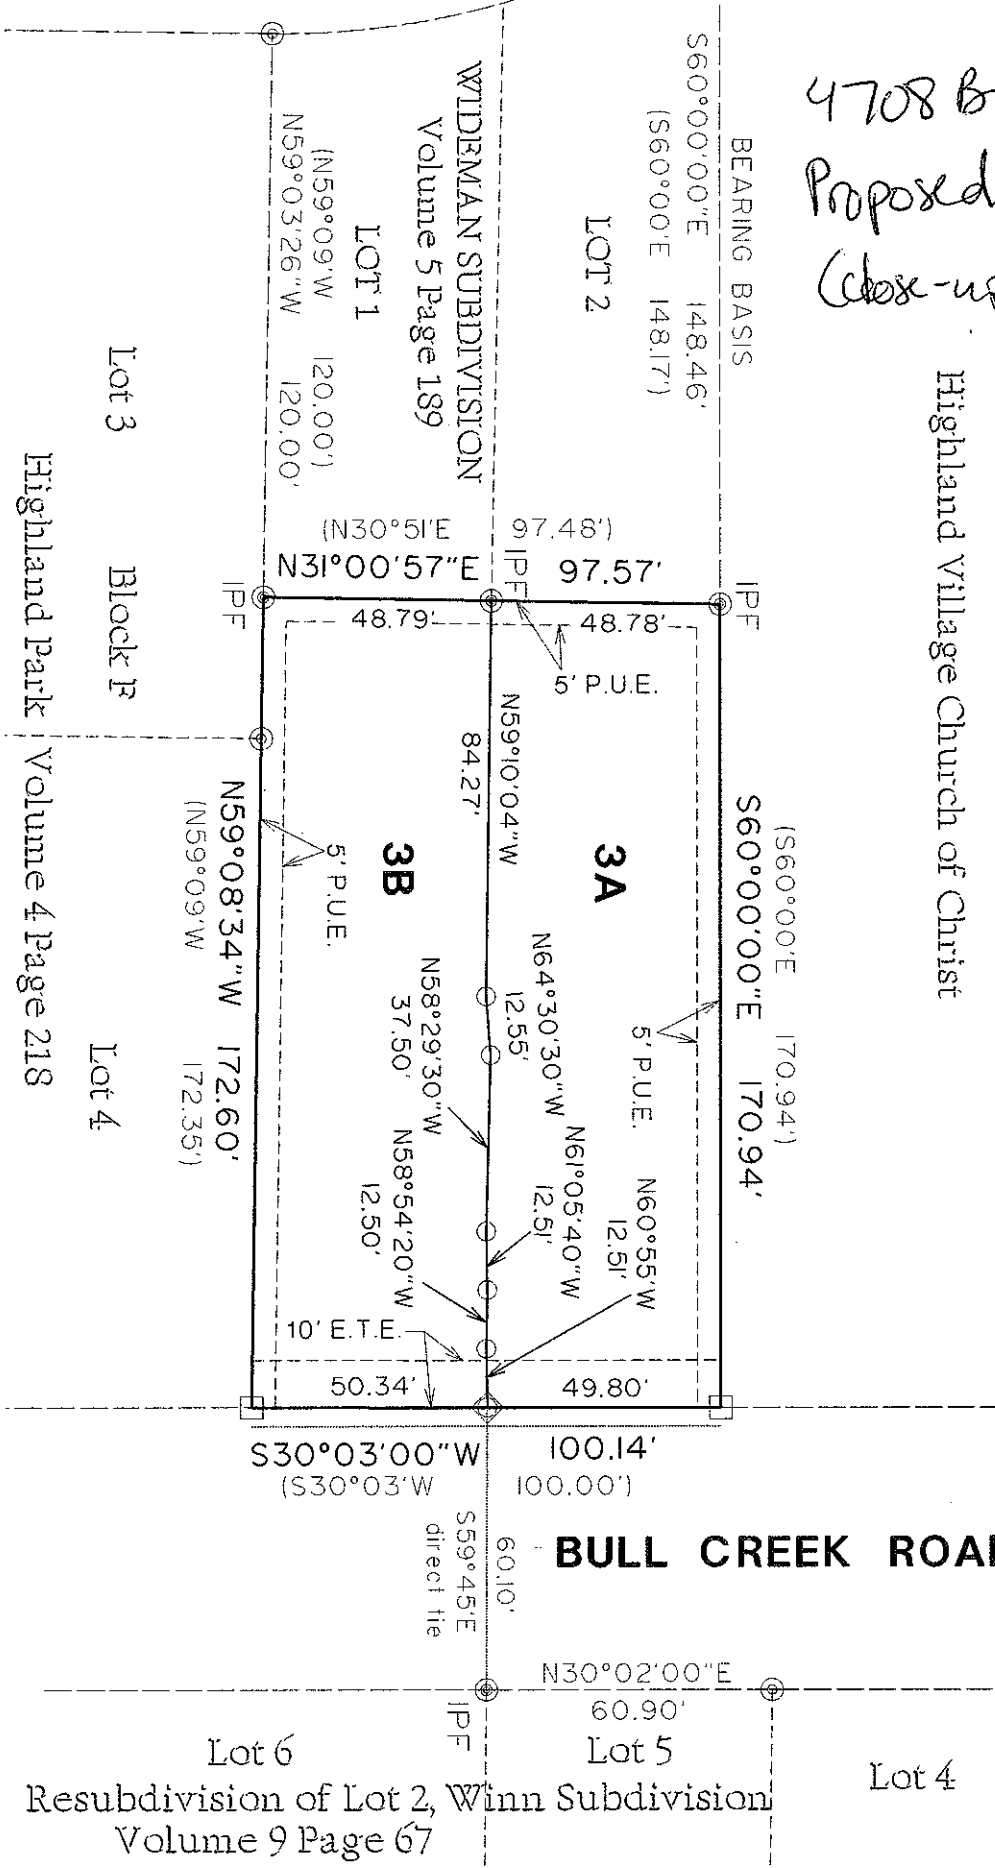 4708 B
Proposed
(close-up
BEARING BASIS
S60°00'00"E 148.46'
(S60°00'E 148.17')
LOT 2
Highland Village Church of Christ
WIDEMAN SUBDIVISION
Volume 5 Page 189
LOT 1
(N59°09'W 120.00')
N59°03'26"W 120.00'
Lot 3 Block F
Highland Park Volume 4 Page 218
Lot 4
(N30°51'E 97.48')
N31°00'57"E 97.57'
IPF
IPF
IPF
48.79'
48.78'
5' P.U.E.
N59°10'04"W
84.27'
3A
3B
(S60°00'E 170.94')
S60°00'00"E 170.94'
5' P.U.E.
5' P.U.E.
N59°08'34"W 172.60'
(N59°09'W 172.35')
N64°30'30"W
12.55'
N58°29'30"W
37.50'
N61°05'40"W
12.51'
N58°54'20"W
12.50'
N60°55'W
12.51'
10' E.T.E.
50.34'
49.80'
S30°03'00"W 100.14'
(S30°03'W 100.00')
60.10'
S59°45'E
direct tie
BULL CREEK ROAD
N30°02'00"E
60.90'
IPF
Lot 6
Lot 5
Lot 4
Resubdivision of Lot 2, Winn Subdivision
Volume 9 Page 67